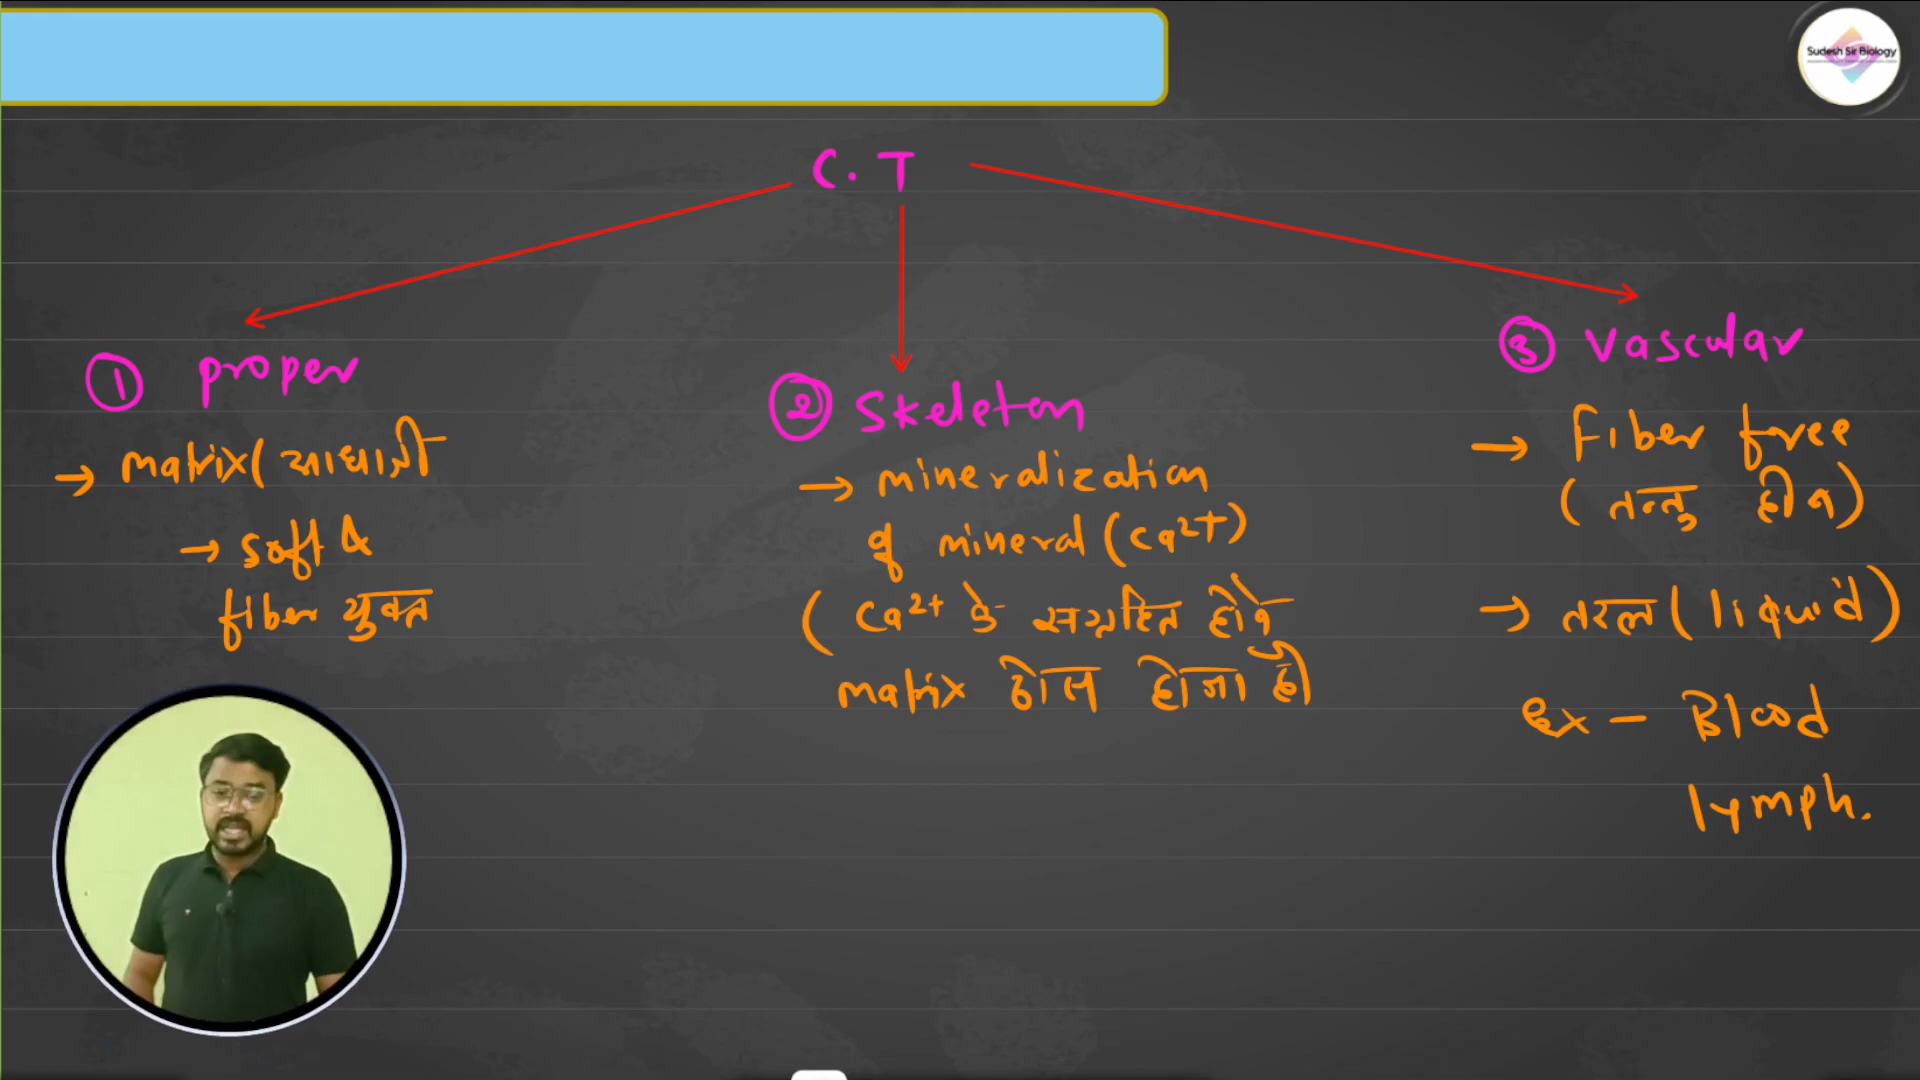 Sudesh Sir Biology
C.T
① Proper
→ matrix( आधात्री
→ soft &
fiber युक्त
② Skeleton
→ mineralization
of mineral (Ca2+)
( Ca2+ के सग्रहित होने
matrix ठोस होजा है)
③ Vascular
→ Fiber free
( तन्तु हीन)
→ तरल( liquid)
Ex - Blood
lymph.